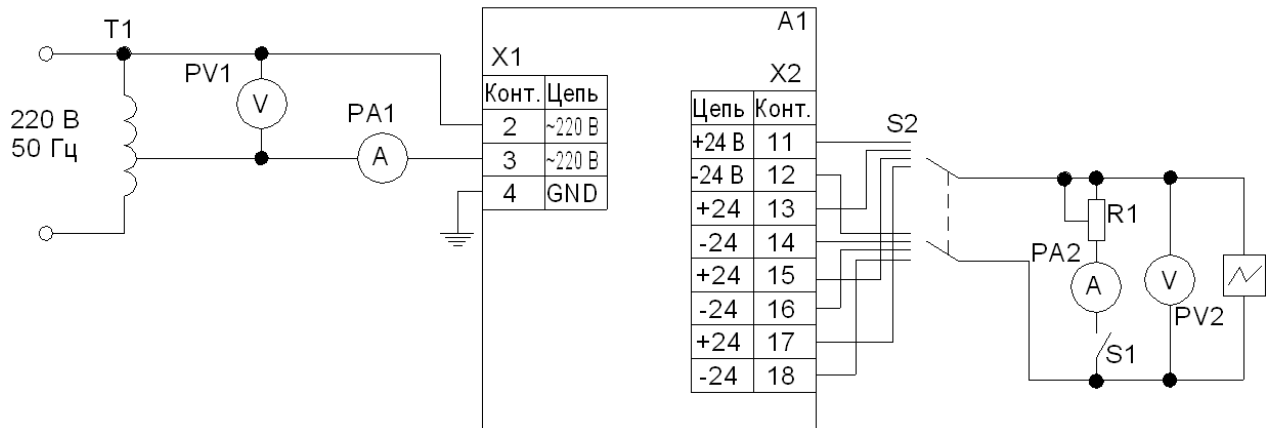 T1
220 В
50 Гц
PV1
V
PA1
A
A1
X1
Конт. Цепь
2 ~220 В
3 ~220 В
4 GND
X2
Цепь Конт.
+24 В 11
-24 В 12
+24 13
-24 14
+24 15
-24 16
+24 17
-24 18
S2
R1
PA2
A
V
PV2
S1